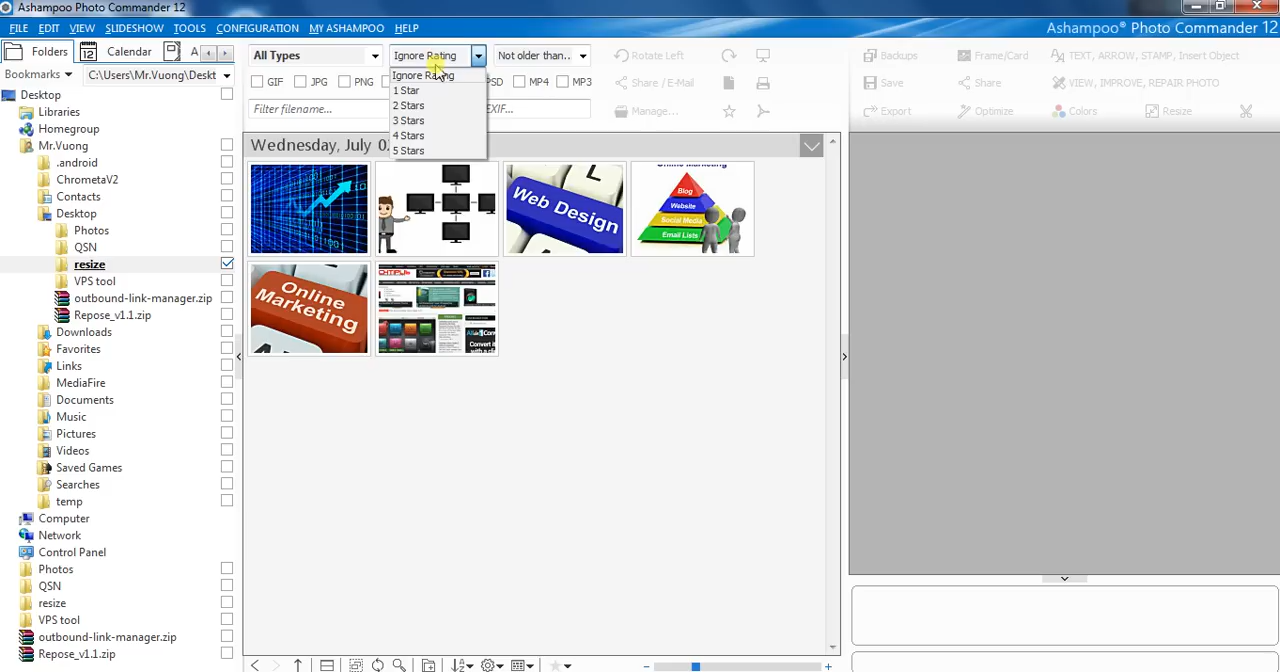 Ashampoo Photo Commander 12
FILE EDIT VIEW SLIDESHOW TOOLS CONFIGURATION MY ASHAMPOO HELP
Ashampoo® Photo Commander 12
Folders
12
Calendar
A
Bookmarks
C:\Users\Mr.Vuong\Deskt
Desktop
Libraries
Homegroup
Mr.Vuong
.android
ChrometaV2
Contacts
Desktop
Photos
QSN
resize
VPS tool
outbound-link-manager.zip
Repose_v1.1.zip
Downloads
Favorites
Links
MediaFire
Documents
Music
Pictures
Videos
Saved Games
Searches
temp
Computer
Network
Control Panel
Photos
QSN
resize
VPS tool
outbound-link-manager.zip
Repose_v1.1.zip
All Types
Ignore Rating
Not older than...
GIF JPG PNG PSD MP4 MP3
Filter filename...
EXIF...
Ignore Rating
1 Star
2 Stars
3 Stars
4 Stars
5 Stars
Rotate Left
Share / E-Mail
Manage...
Backups
Save
Export
Frame/Card
Share
Optimize
TEXT, ARROW, STAMP, Insert Object
VIEW, IMPROVE, REPAIR PHOTO
Colors
Resize
Wednesday, July 0
L
Web Design
Online Marketing
Blog
Website
Social Media
Email Lists
Online
Marketing